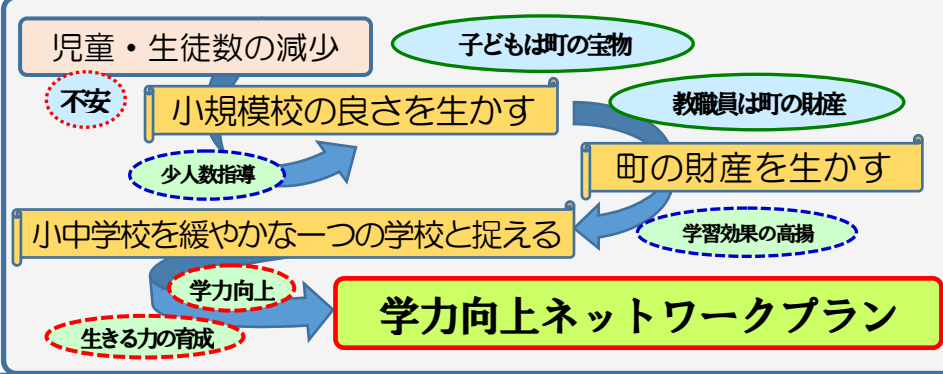 児童・生徒数の減少
子どもは町の宝物
不安
小規模校の良さを生かす
教職員は町の財産
少人数指導
町の財産を生かす
小中学校を緩やかな一つの学校と捉える
学習効果の高揚
学力向上
生きる力の育成
学力向上ネットワークプラン